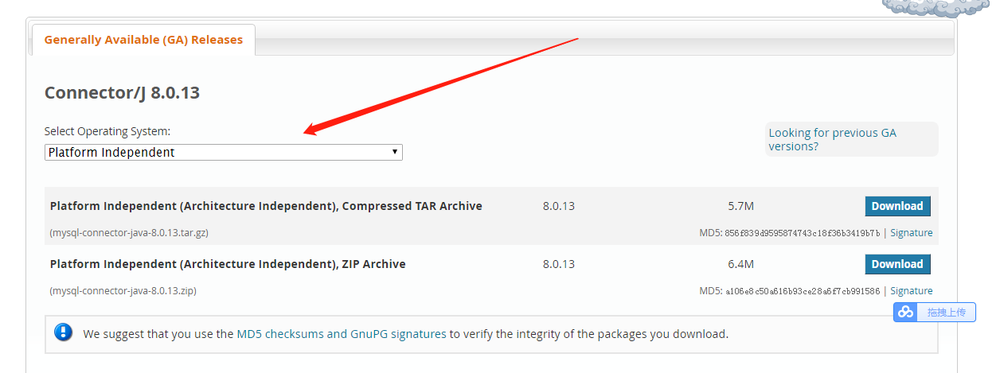 Generally Available (GA) Releases
Connector/J 8.0.13
Select Operating System:
Platform Independent
Looking for previous GA
versions?
Platform Independent (Architecture Independent), Compressed TAR Archive 8.0.13 5.7M Download
(mysql-connector-java-8.0.13.tar.gz) MD5: 856f839d9595874743c18f36b3419b7b | Signature
Platform Independent (Architecture Independent), ZIP Archive 8.0.13 6.4M Download
(mysql-connector-java-8.0.13.zip) MD5: a106e8c50a616b93ce28a6f7cb991586 | Signature
拖拽上传
We suggest that you use the MD5 checksums and GnuPG signatures to verify the integrity of the packages you download.